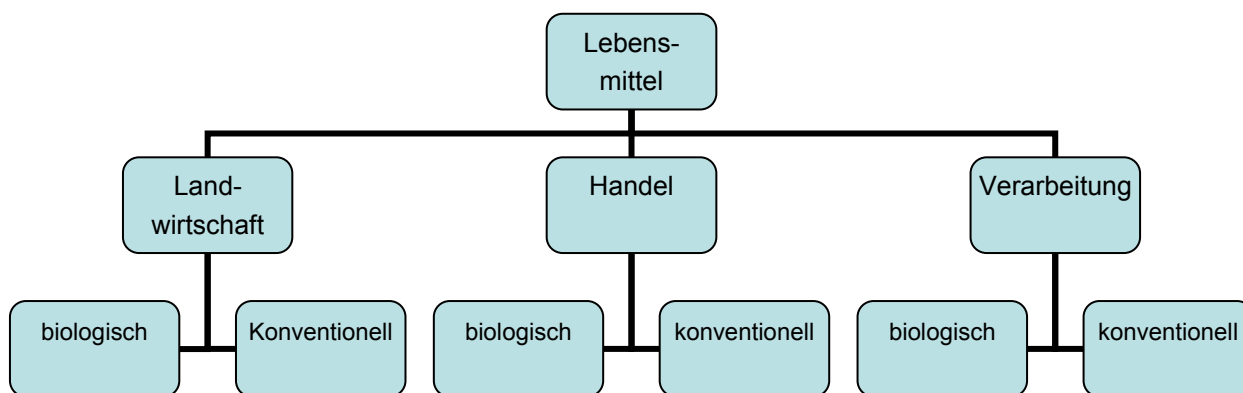 Lebens-
mittel
Land-
wirtschaft
Handel
Verarbeitung
biologisch
Konventionell
biologisch
konventionell
biologisch
konventionell